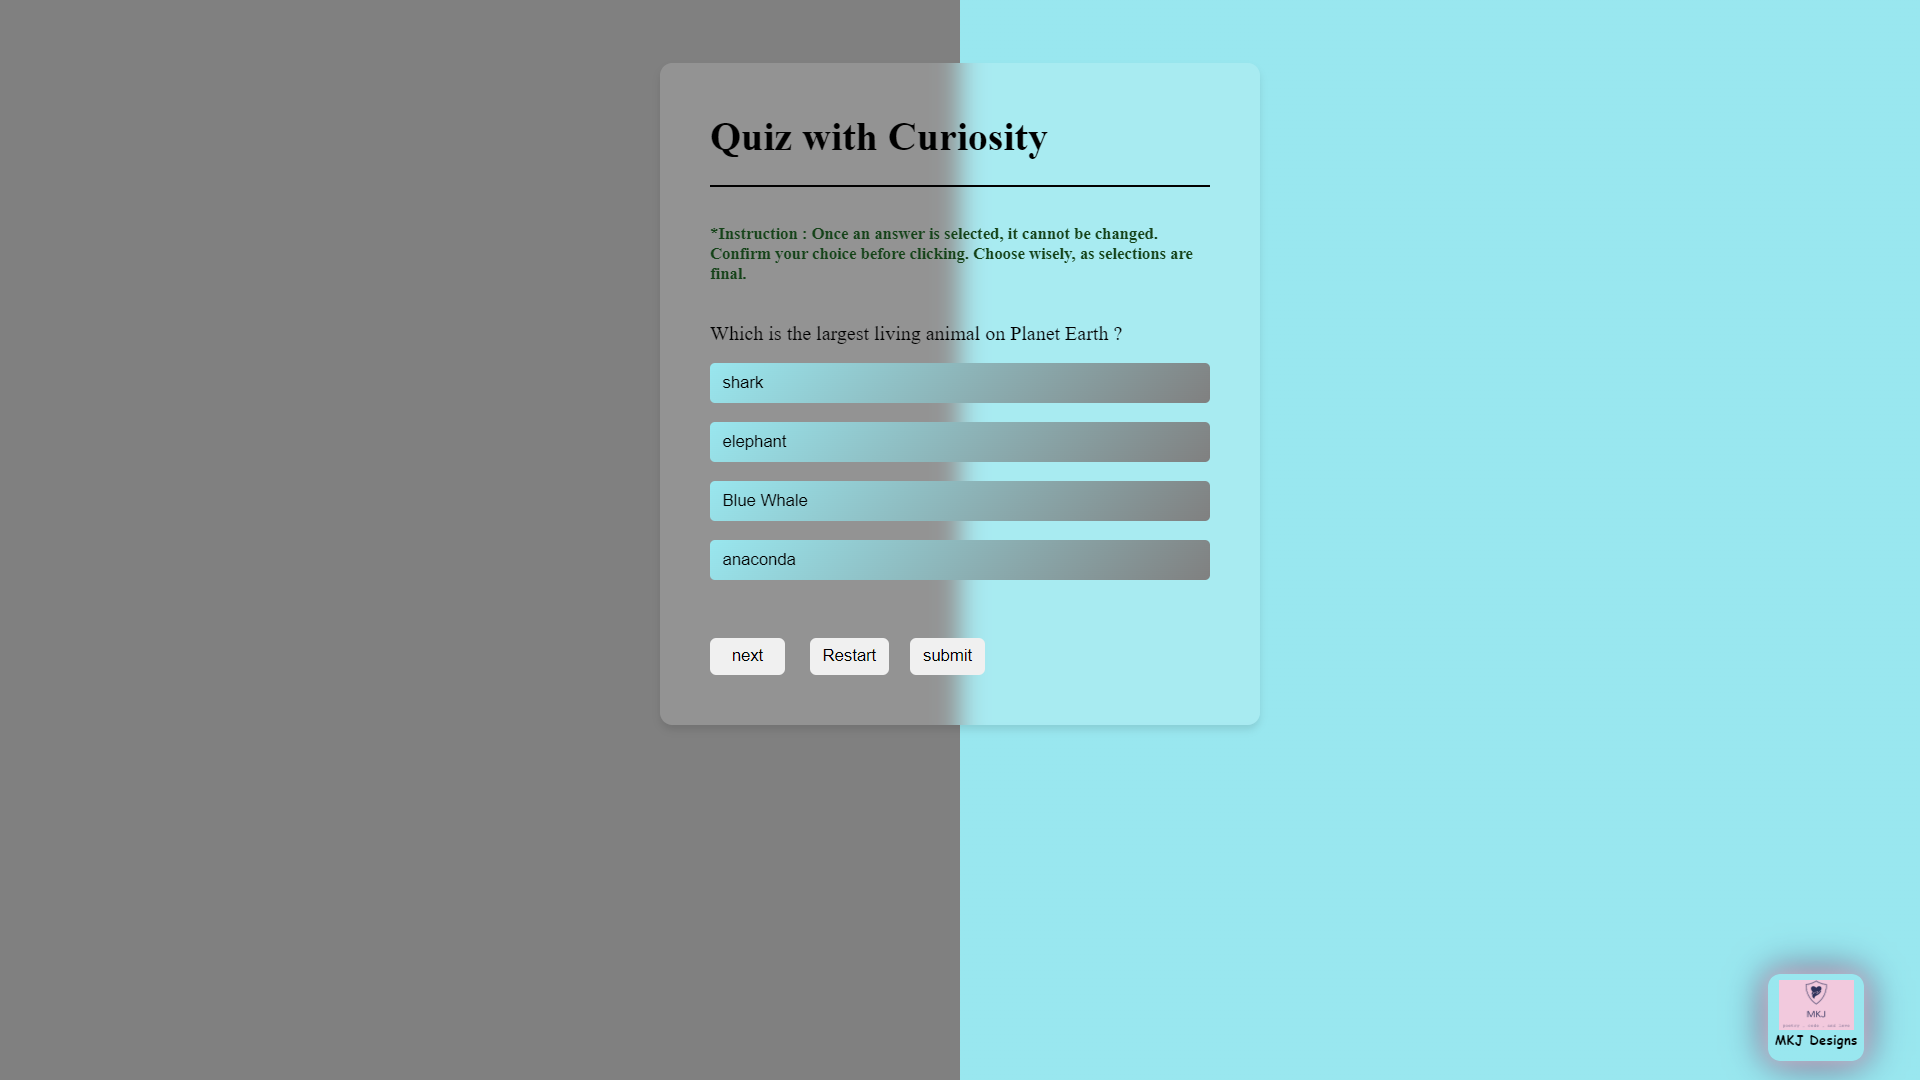 Quiz with Curiosity
*Instruction : Once an answer is selected, it cannot be changed.
Confirm your choice before clicking. Choose wisely, as selections are
final.
Which is the largest living animal on Planet Earth ?
shark
elephant
Blue Whale
anaconda
next Restart submit
MKJ
MKJ Designs